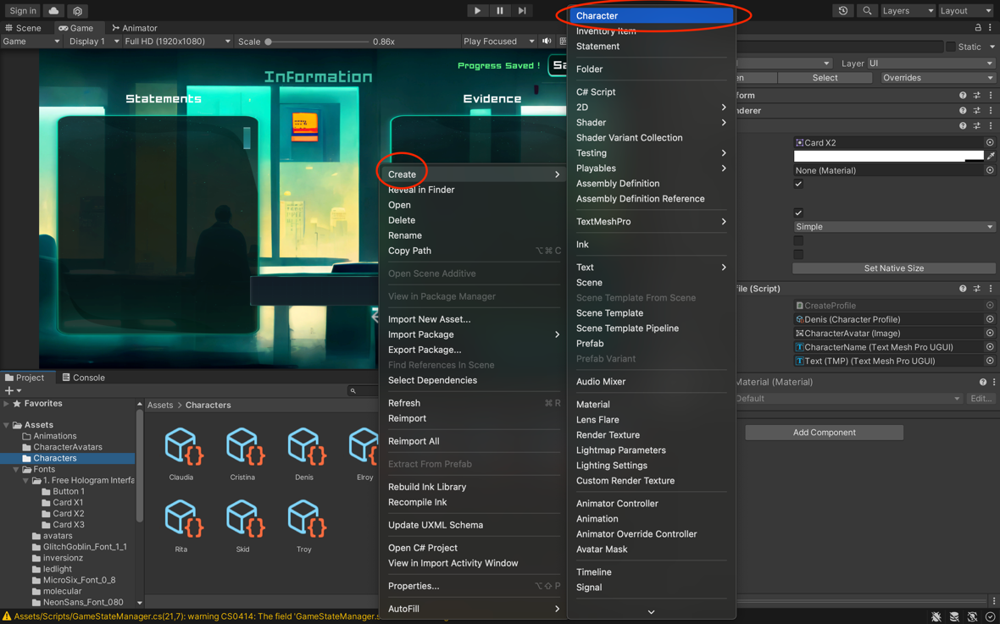 Sign in
Layers
Layout
Scene
Game
Animator
Game
Display 1
Full HD (1920x1080)
Scale
0.86x
Play Focused
Information
Progress Saved !
Statements
Evidence
Create
Reveal in Finder
Open
Delete
Rename
Copy Path ⌥⌘C
Open Scene Additive
View in Package Manager
Import New Asset...
Import Package
Export Package...
Find References In Scene
Select Dependencies
Refresh ⌘R
Reimport
Reimport All
Extract From Prefab
Rebuild Ink Library
Recompile Ink
Update UXML Schema
Open C# Project
View in Import Activity Window
Properties... ⌥⇧P
AutoFill
Character
Inventory Item
Statement
Folder
C# Script
2D
Shader
Shader Variant Collection
Testing
Playables
Assembly Definition
Assembly Definition Reference
TextMeshPro
Ink
Text
Scene
Scene Template From Scene
Scene Template
Scene Template Pipeline
Prefab
Prefab Variant
Audio Mixer
Material
Lens Flare
Render Texture
Lightmap Parameters
Lighting Settings
Custom Render Texture
Animator Controller
Animation
Animator Override Controller
Avatar Mask
Timeline
Signal
Static
Layer UI
en
Select
Overrides
form
nderer
Card X2
None (Material)
Simple
Set Native Size
file (Script)
CreateProfile
Denis (Character Profile)
CharacterAvatar (Image)
CharacterName (Text Mesh Pro UGUI)
Text (TMP) (Text Mesh Pro UGUI)
Material (Material)
Default
Edit...
Add Component
Project
Console
Favorites
Assets
Animations
CharacterAvatars
Characters
Fonts
1. Free Hologram Interfa
Button 1
Card X1
Card X2
Card X3
avatars
GlitchGoblin_Font_1_1
inversionz
ledlight
MicroSix_Font_0_8
molecular
NeonSans_Font_080
Assets > Characters
Claudia
Cristina
Denis
Elroy
Rita
Skid
Troy
Assets/Scripts/GameStateManager.cs(21,7): warning CS0414: The field 'GameStateManager.